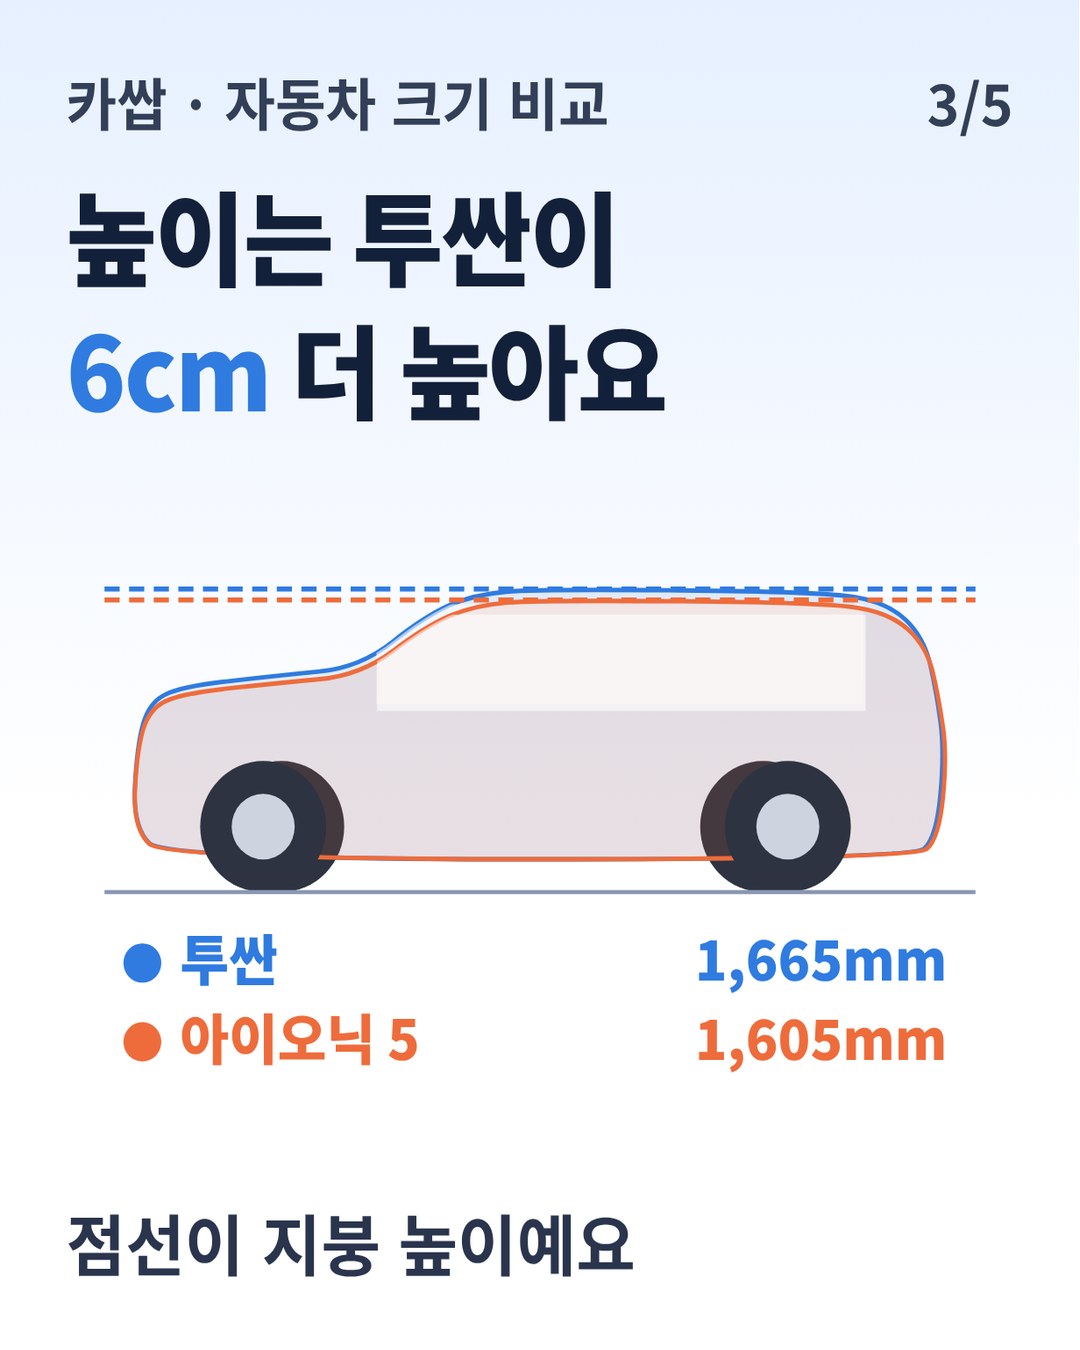 카쌉 · 자동차 크기 비교
3/5
높이는 투싼이
6cm 더 높아요
투싼 1,665mm
아이오닉 5 1,605mm
점선이 지붕 높이예요